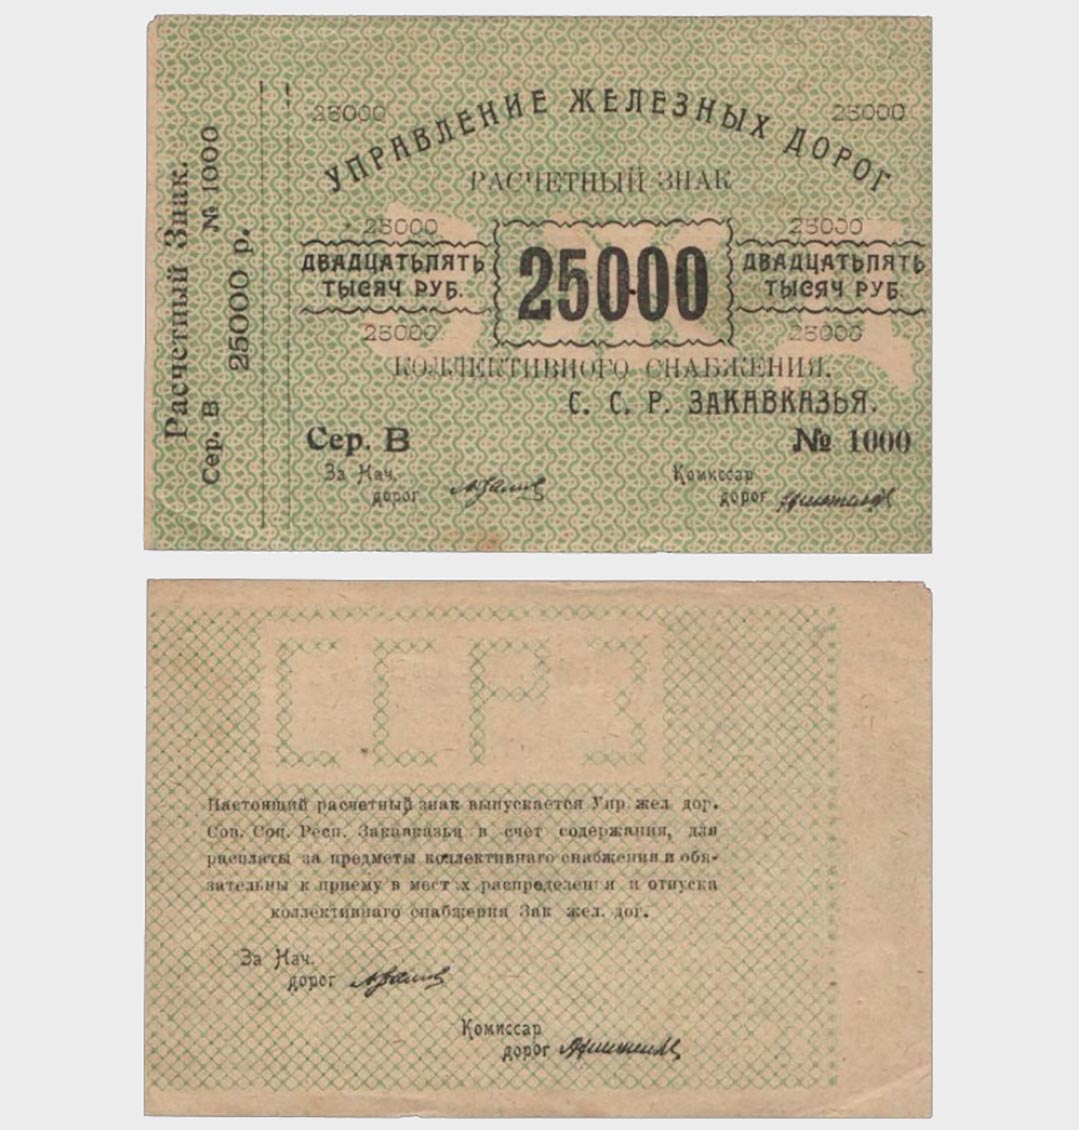 Расчетный Знак.
Сер. В № 1000
25000 р.
25000 25000
УПРАВЛЕНИЕ ЖЕЛЕЗНЫХ ДОРОГ
РАСЧЕТНЫЙ ЗНАК
25000 25000
ДВАДЦАТЬПЯТЬ
ТЫСЯЧ РУБ.
25000
ДВАДЦАТЬПЯТЬ
ТЫСЯЧ РУБ
25000 25000
КОЛЛЕКТИВНОГО СНАБЖЕНИЯ.
С. С. Р. ЗАКАВКАЗЬЯ.
Сер. В № 1000
За Нач.
дорог
Комиссар
дорог
ССРЗ
Настоящий расчетный знак выпускается Упр. жел. дор.
Сов. Соц. Респ. Закавказья в счет содержания, для
расплаты за предметы коллективнаго снабжения и обя-
зательны к приему в мест х распределения и отпуска
коллективнаго снабжения Зак жел. дог.
За Нач.
дорог
Комиссар
дорог